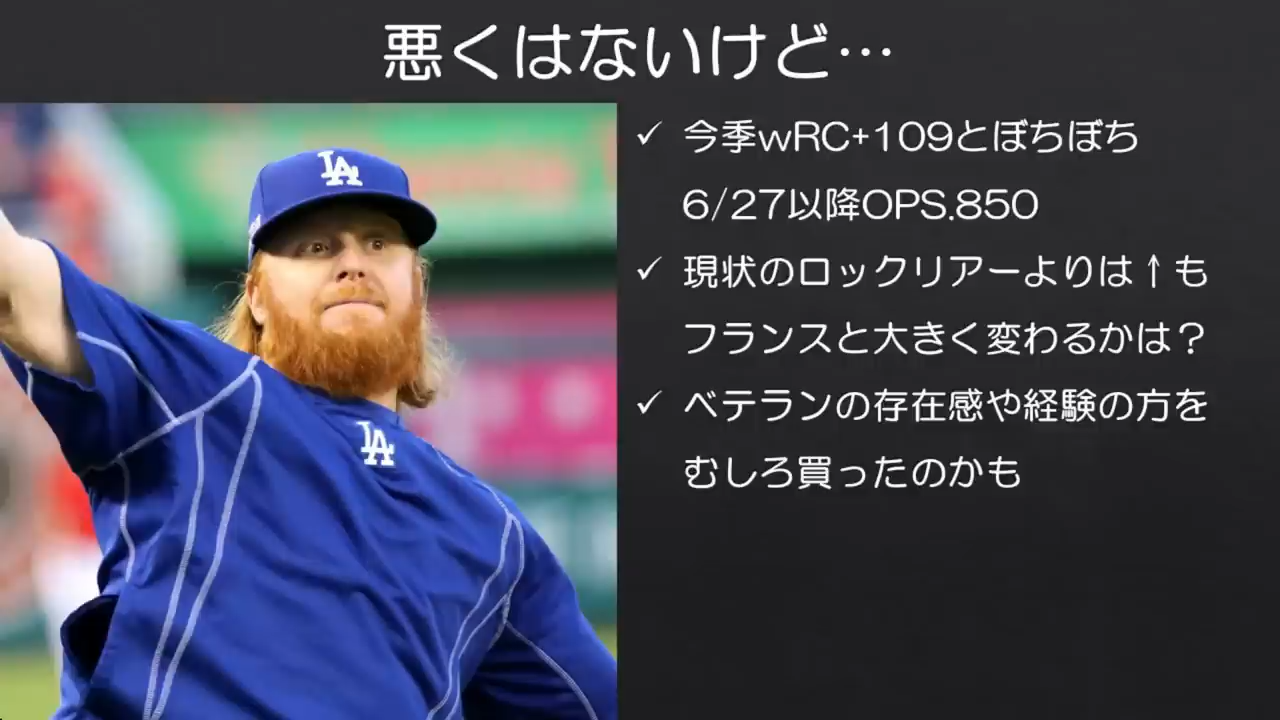 悪くはないけど…
✓ 今季wRC+109とぼちぼち
6/27以降OPS.850
✓ 現状のロックリアーよりは↑も
フランスと大きく変わるかは？
✓ ベテランの存在感や経験の方を
むしろ買ったのかも
LA
LA